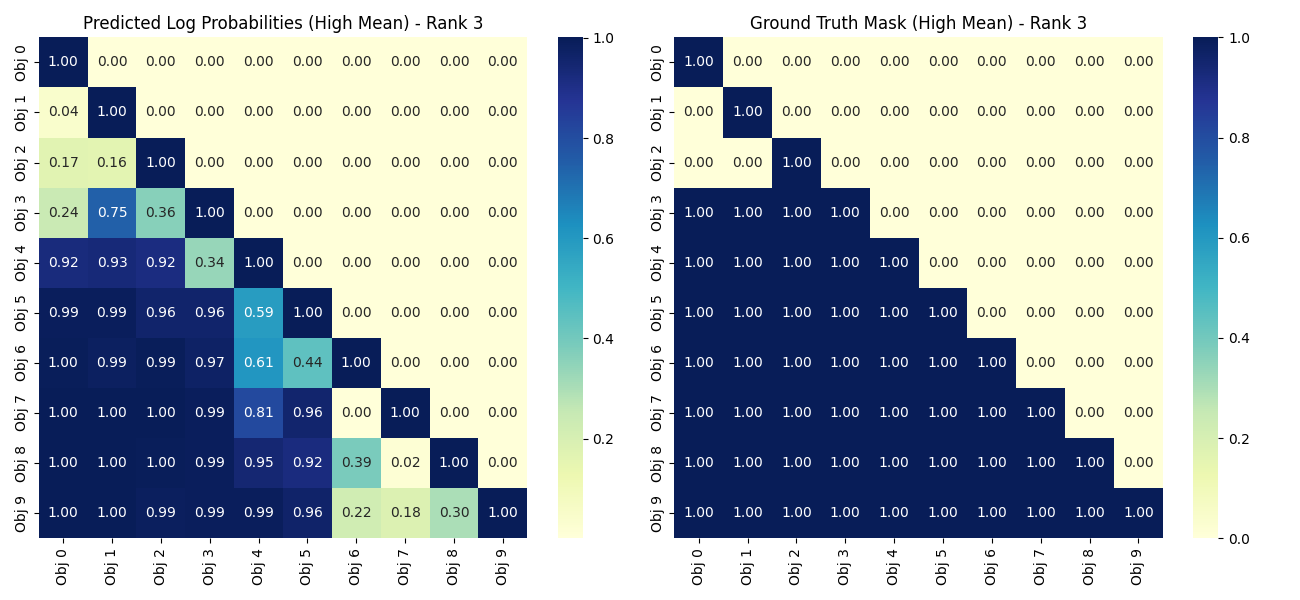 Predicted Log Probabilities (High Mean) - Rank 3
Obj 0 1.00 0.00 0.00 0.00 0.00 0.00 0.00 0.00 0.00 0.00
Obj 1 0.04 1.00 0.00 0.00 0.00 0.00 0.00 0.00 0.00 0.00
Obj 2 0.17 0.16 1.00 0.00 0.00 0.00 0.00 0.00 0.00 0.00
Obj 3 0.24 0.75 0.36 1.00 0.00 0.00 0.00 0.00 0.00 0.00
Obj 4 0.92 0.93 0.92 0.34 1.00 0.00 0.00 0.00 0.00 0.00
Obj 5 0.99 0.99 0.96 0.96 0.59 1.00 0.00 0.00 0.00 0.00
Obj 6 1.00 0.99 0.99 0.97 0.61 0.44 1.00 0.00 0.00 0.00
Obj 7 1.00 1.00 1.00 0.99 0.81 0.96 0.00 1.00 0.00 0.00
Obj 8 1.00 1.00 1.00 0.99 0.95 0.92 0.39 0.02 1.00 0.00
Obj 9 1.00 1.00 0.99 0.99 0.99 0.96 0.22 0.18 0.30 1.00
Obj 0 Obj 1 Obj 2 Obj 3 Obj 4 Obj 5 Obj 6 Obj 7 Obj 8 Obj 9
1.0
0.8
0.6
0.4
0.2
Ground Truth Mask (High Mean) - Rank 3
Obj 0 1.00 0.00 0.00 0.00 0.00 0.00 0.00 0.00 0.00 0.00
Obj 1 0.00 1.00 0.00 0.00 0.00 0.00 0.00 0.00 0.00 0.00
Obj 2 0.00 0.00 1.00 0.00 0.00 0.00 0.00 0.00 0.00 0.00
Obj 3 1.00 1.00 1.00 1.00 0.00 0.00 0.00 0.00 0.00 0.00
Obj 4 1.00 1.00 1.00 1.00 1.00 0.00 0.00 0.00 0.00 0.00
Obj 5 1.00 1.00 1.00 1.00 1.00 1.00 0.00 0.00 0.00 0.00
Obj 6 1.00 1.00 1.00 1.00 1.00 1.00 1.00 0.00 0.00 0.00
Obj 7 1.00 1.00 1.00 1.00 1.00 1.00 1.00 1.00 0.00 0.00
Obj 8 1.00 1.00 1.00 1.00 1.00 1.00 1.00 1.00 1.00 0.00
Obj 9 1.00 1.00 1.00 1.00 1.00 1.00 1.00 1.00 1.00 1.00
Obj 0 Obj 1 Obj 2 Obj 3 Obj 4 Obj 5 Obj 6 Obj 7 Obj 8 Obj 9
1.0
0.8
0.6
0.4
0.2
0.0